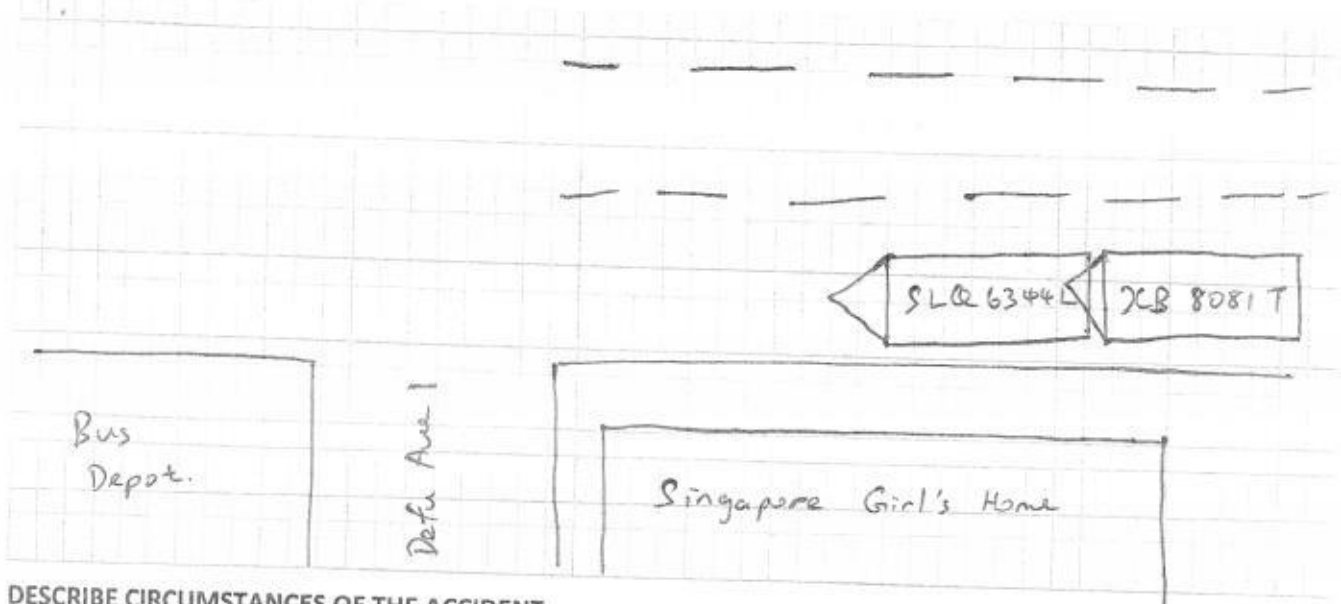 SLQ 6344L
XB 8081 T
Bus
Depot.
Defu Ave 1
Singapore Girl's Home
DESCRIBE CIRCUMSTANCES OF THE ACCIDENT